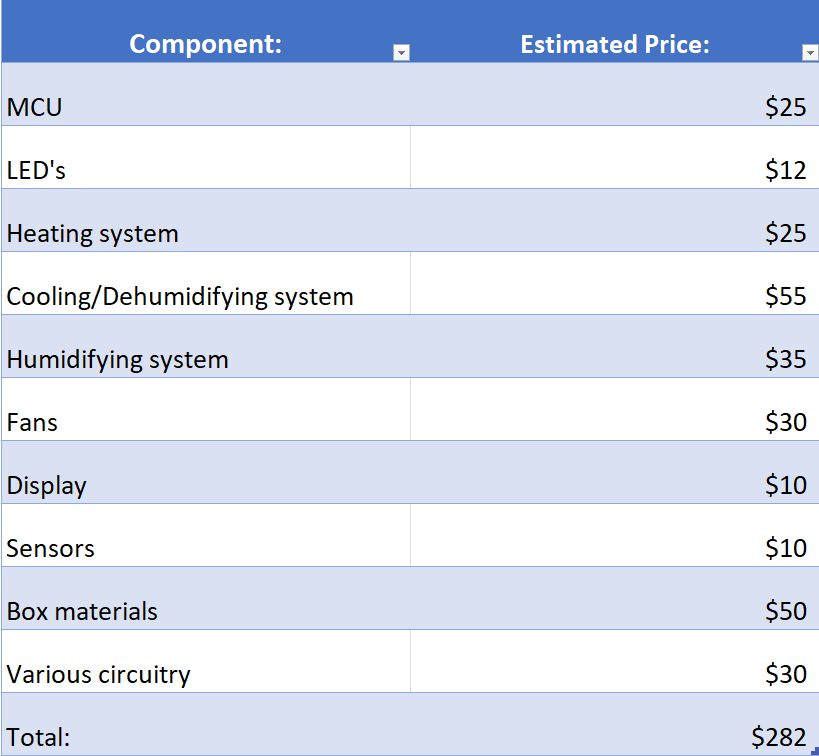 Component: Estimated Price:
MCU $25
LED's $12
Heating system $25
Cooling/Dehumidifying system $55
Humidifying system $35
Fans $30
Display $10
Sensors $10
Box materials $50
Various circuitry $30
Total: $282